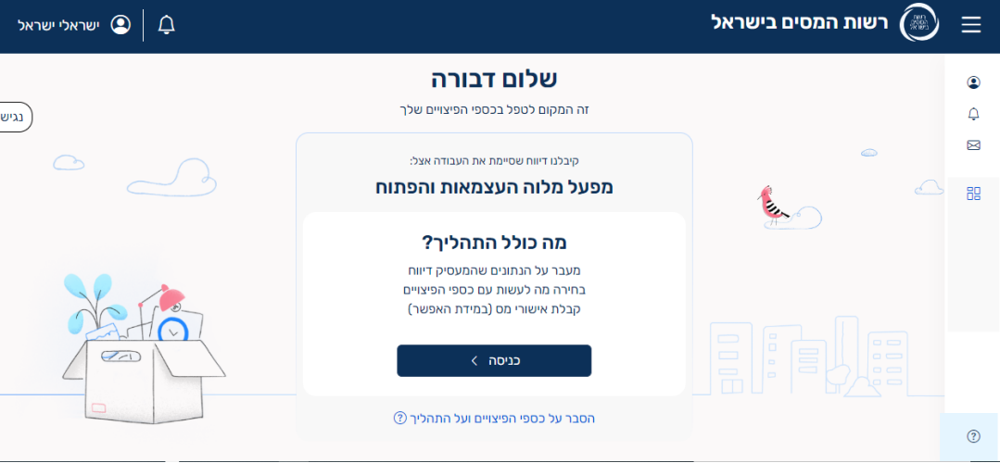 רשות המסים בישראל
ישראלי ישראל
שלום דבורה
זה המקום לטפל בכספי הפיצויים שלך
נגיש
קיבלנו דיווח שסיימת את העבודה אצל:
מפעל מלוה העצמאות והפתוח
מה כולל התהליך?
מעבר על הנתונים שהמעסיק דיווח
בחירה מה לעשות עם כספי הפיצויים
קבלת אישורי מס (במידת האפשר)
כניסה
הסבר על כספי הפיצויים ועל התהליך